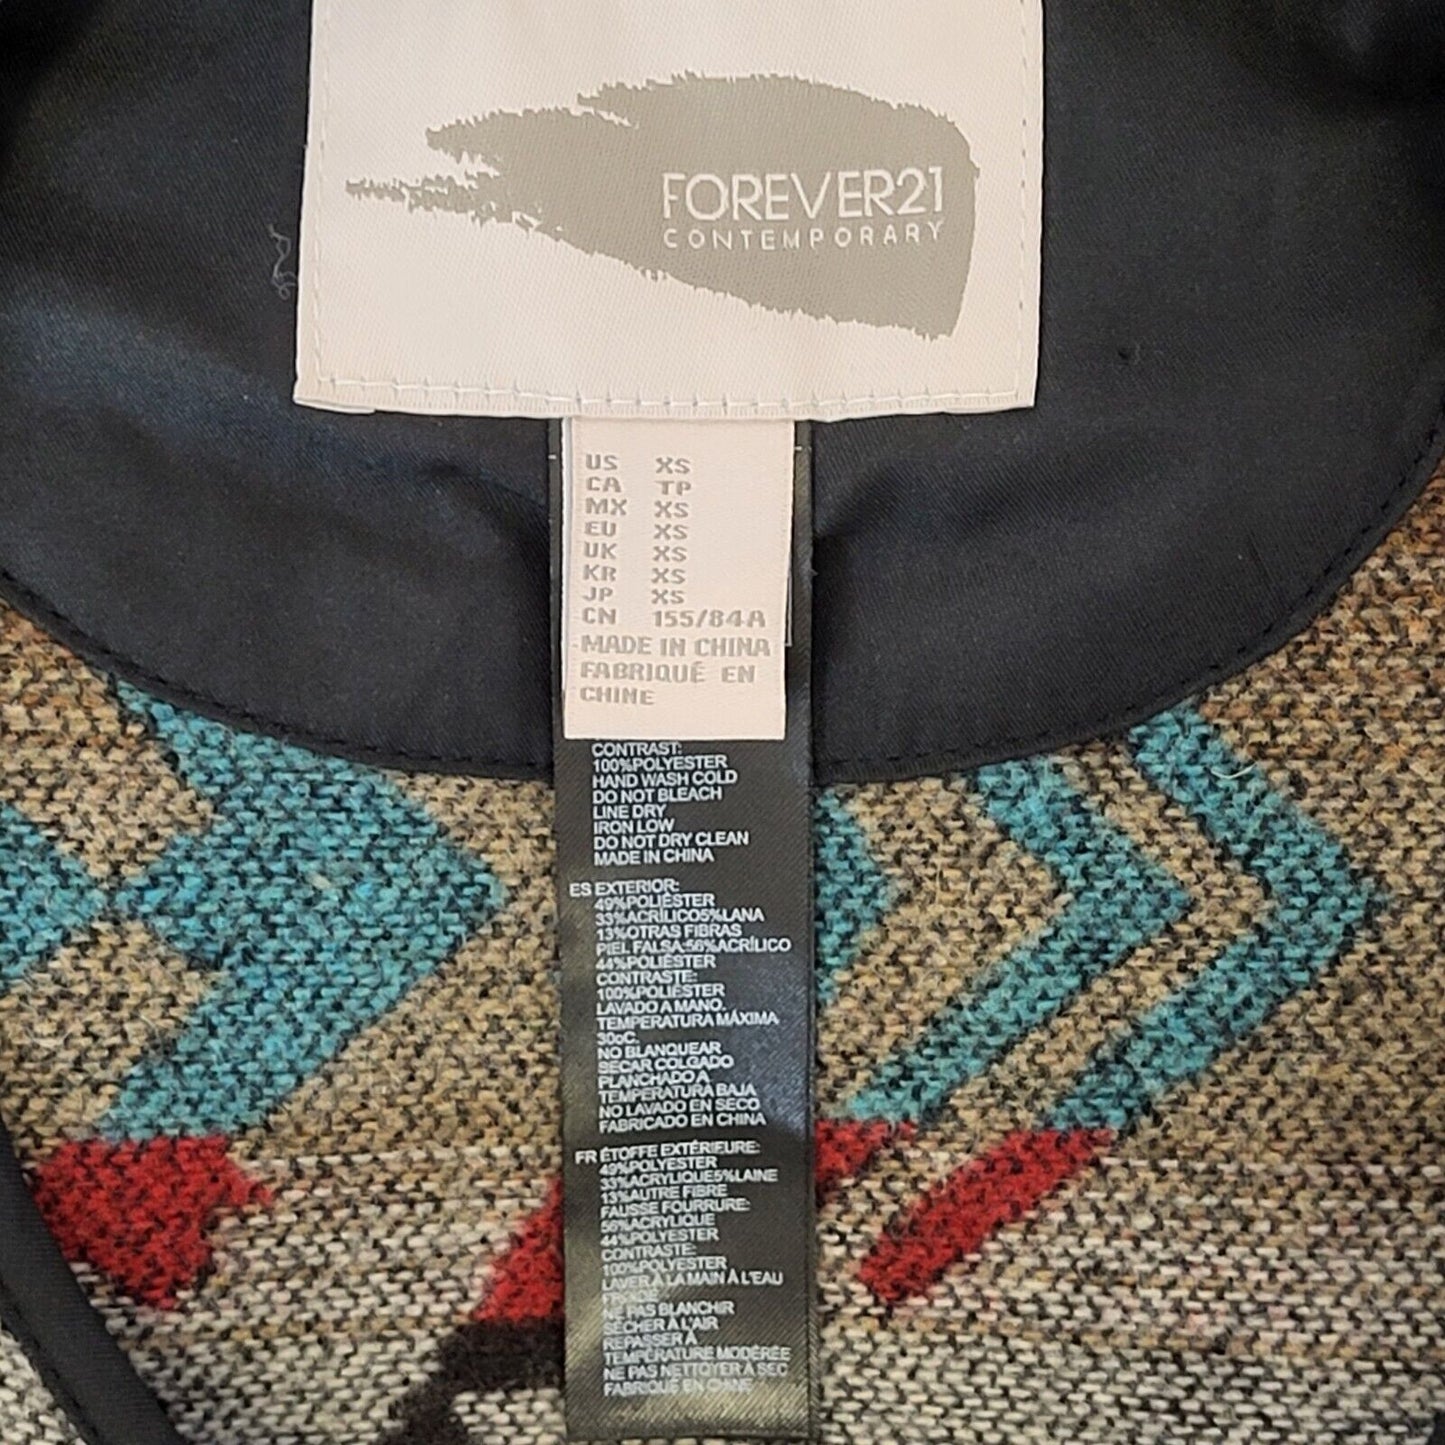 FOREVER21
CONTEMPORARY
US XS
CA TP
MX XS
EU XS
UK XS
KR XS
JP XS
CN 155/84A
MADE IN CHINA
FABRIQUÉ EN
CHINE
CONTRAST:
100%POLYESTER
HAND WASH COLD
DO NOT BLEACH
LINE DRY
IRON LOW
DO NOT DRY CLEAN
MADE IN CHINA
ES EXTERIOR:
49%POLIÉSTER
33%ACRÍLICO5%LANA
13%OTRAS FIBRAS
PIEL FALSA:56%ACRÍLICO
44%POLIÉSTER
CONTRASTE:
100%POLIÉSTER
LAVADO A MANO.
TEMPERATURA MÁXIMA
30oC.
NO BLANQUEAR
SECAR COLGADO
PLANCHADO A
TEMPERATURA BAJA
NO LAVADO EN SECO
FABRICADO EN CHINA
FR ÉTOFFE EXTÉRIEURE:
49%POLYESTER
33%ACRYLIQUE5%LAINE
13%AUTRE FIBRE
FAUSSE FOURRURE:
56%ACRYLIQUE
44%POLYESTER
CONTRASTE:
100%POLYESTER
LAVER À LA MAIN À L'EAU
FROIDE
NE PAS BLANCHIR
SÉCHER À L'AIR
REPASSER À
TEMPÉRATURE MODÉRÉE
NE PAS NETTOYER À SEC
FABRIQUÉ EN CHINE